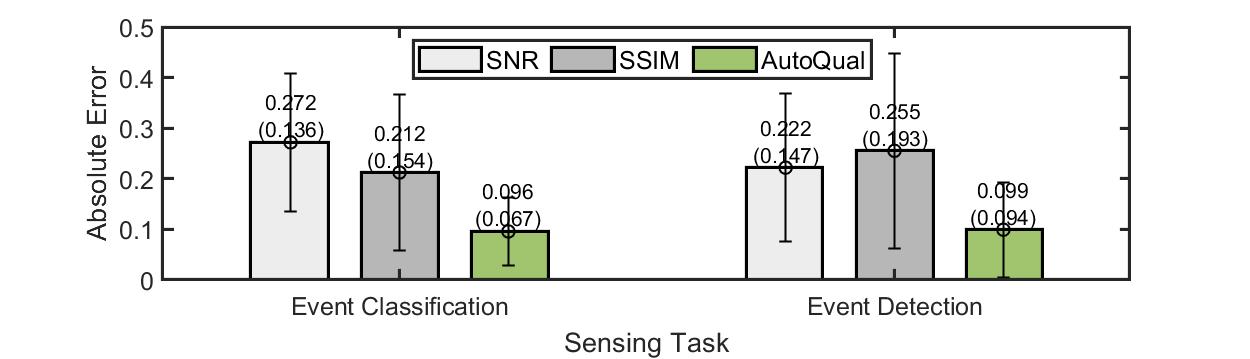 0.5
0.4
0.3
0.2
0.1
0
Absolute Error
SNR
SSIM
AutoQual
0.272
(0.136)
0.212
(0.154)
0.096
(0.067)
0.222
(0.147)
0.255
(0.193)
0.099
(0.094)
Event Classification
Event Detection
Sensing Task